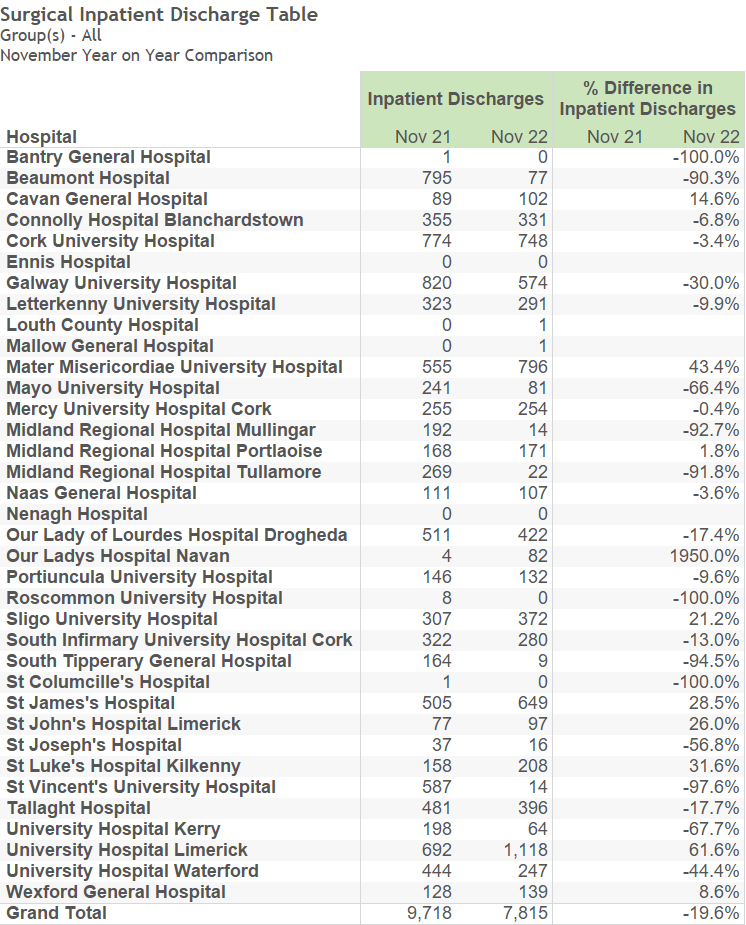 Surgical Inpatient Discharge Table
Group(s) - All
November Year on Year Comparison
Inpatient Discharges % Difference in Inpatient Discharges
Hospital Nov 21 Nov 22 Nov 21 Nov 22
Bantry General Hospital 1 0 -100.0%
Beaumont Hospital 795 77 -90.3%
Cavan General Hospital 89 102 14.6%
Connolly Hospital Blanchardstown 355 331 -6.8%
Cork University Hospital 774 748 -3.4%
Ennis Hospital 0 0
Galway University Hospital 820 574 -30.0%
Letterkenny University Hospital 323 291 -9.9%
Louth County Hospital 0 1
Mallow General Hospital 0 1
Mater Misericordiae University Hospital 555 796 43.4%
Mayo University Hospital 241 81 -66.4%
Mercy University Hospital Cork 255 254 -0.4%
Midland Regional Hospital Mullingar 192 14 -92.7%
Midland Regional Hospital Portlaoise 168 171 1.8%
Midland Regional Hospital Tullamore 269 22 -91.8%
Naas General Hospital 111 107 -3.6%
Nenagh Hospital 0 0
Our Lady of Lourdes Hospital Drogheda 511 422 -17.4%
Our Ladys Hospital Navan 4 82 1950.0%
Portiuncula University Hospital 146 132 -9.6%
Roscommon University Hospital 8 0 -100.0%
Sligo University Hospital 307 372 21.2%
South Infirmary University Hospital Cork 322 280 -13.0%
South Tipperary General Hospital 164 9 -94.5%
St Columcille's Hospital 1 0 -100.0%
St James's Hospital 505 649 28.5%
St John's Hospital Limerick 77 97 26.0%
St Joseph's Hospital 37 16 -56.8%
St Luke's Hospital Kilkenny 158 208 31.6%
St Vincent's University Hospital 587 14 -97.6%
Tallaght Hospital 481 396 -17.7%
University Hospital Kerry 198 64 -67.7%
University Hospital Limerick 692 1,118 61.6%
University Hospital Waterford 444 247 -44.4%
Wexford General Hospital 128 139 8.6%
Grand Total 9,718 7,815 -19.6%